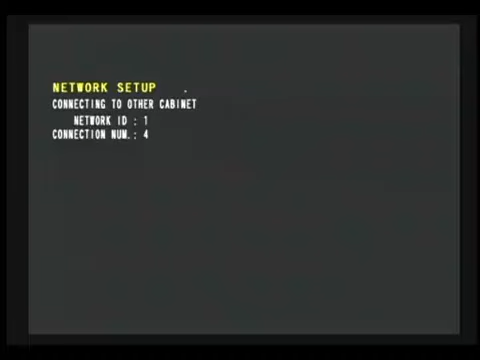 NETWORK SETUP .
CONNECTING TO OTHER CABINET
NETWORK ID : 1
CONNECTION NUM.: 4